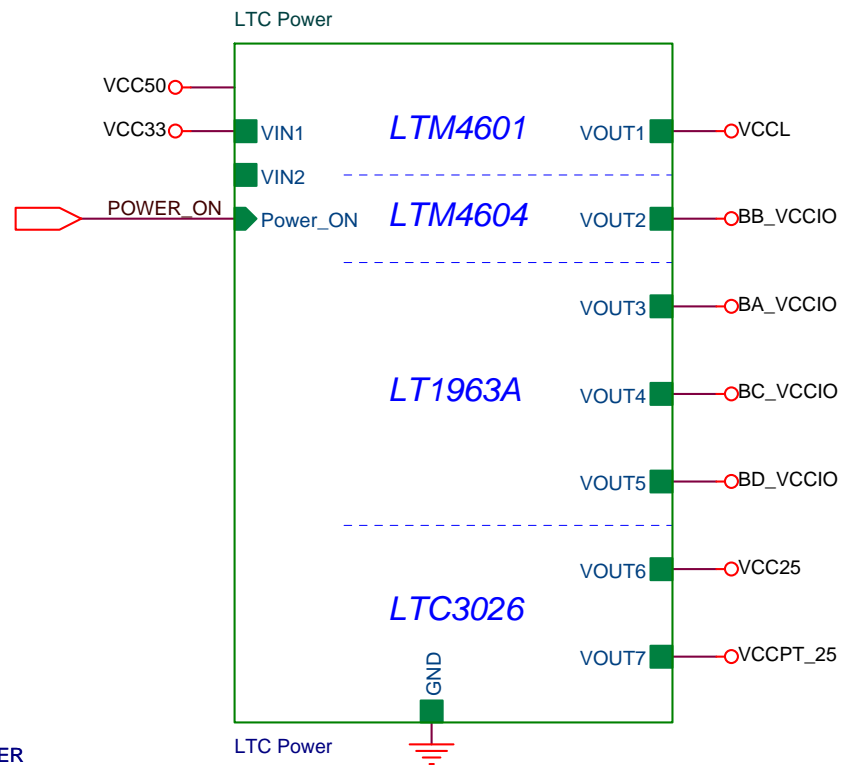 LTC Power
VCC50
VCC33 VIN1 LTM4601 VOUT1 VCCL
VIN2
POWER_ON Power_ON LTM4604 VOUT2 BB_VCCIO
VOUT3 BA_VCCIO
LT1963A VOUT4 BC_VCCIO
VOUT5 BD_VCCIO
VOUT6 VCC25
LTC3026
VOUT7 VCCPT_25
GND
LTC Power
ER